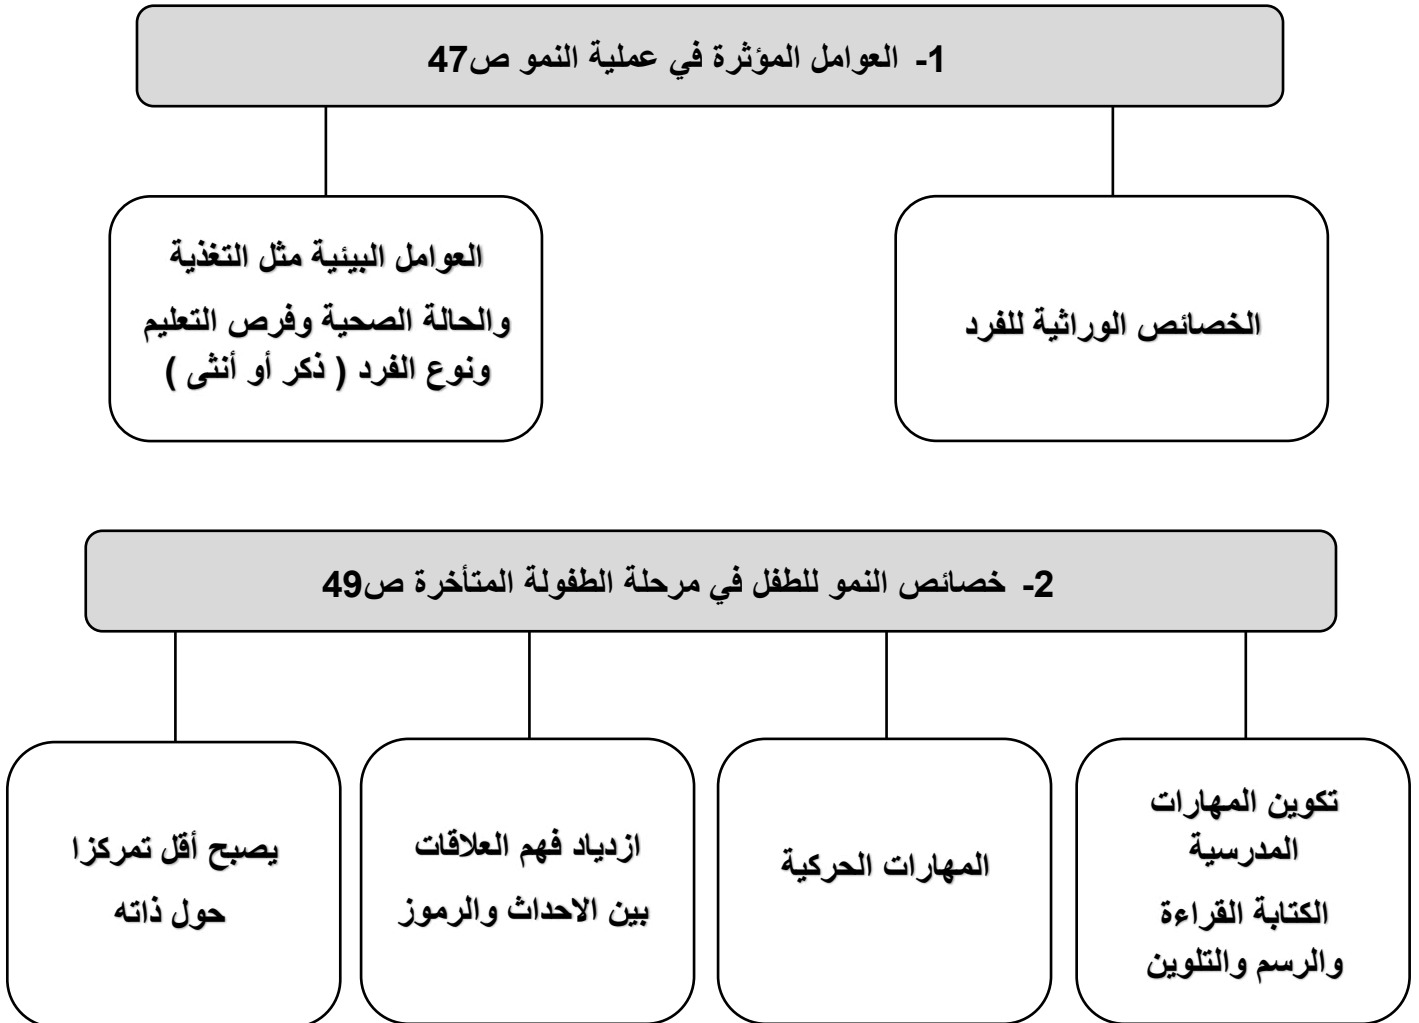 1- العوامل المؤثرة في عملية النمو ص47
الخصائص الوراثية للفرد
العوامل البيئية مثل التغذية
والحالة الصحية وفرص التعليم
ونوع الفرد ( ذكر أو أنثى )
2- خصائص النمو للطفل في مرحلة الطفولة المتأخرة ص49
تكوين المهارات
المدرسية
الكتابة القراءة
والرسم والتلوين
المهارات الحركية
ازدياد فهم العلاقات
بين الاحداث والرموز
يصبح أقل تمركزا
حول ذاته